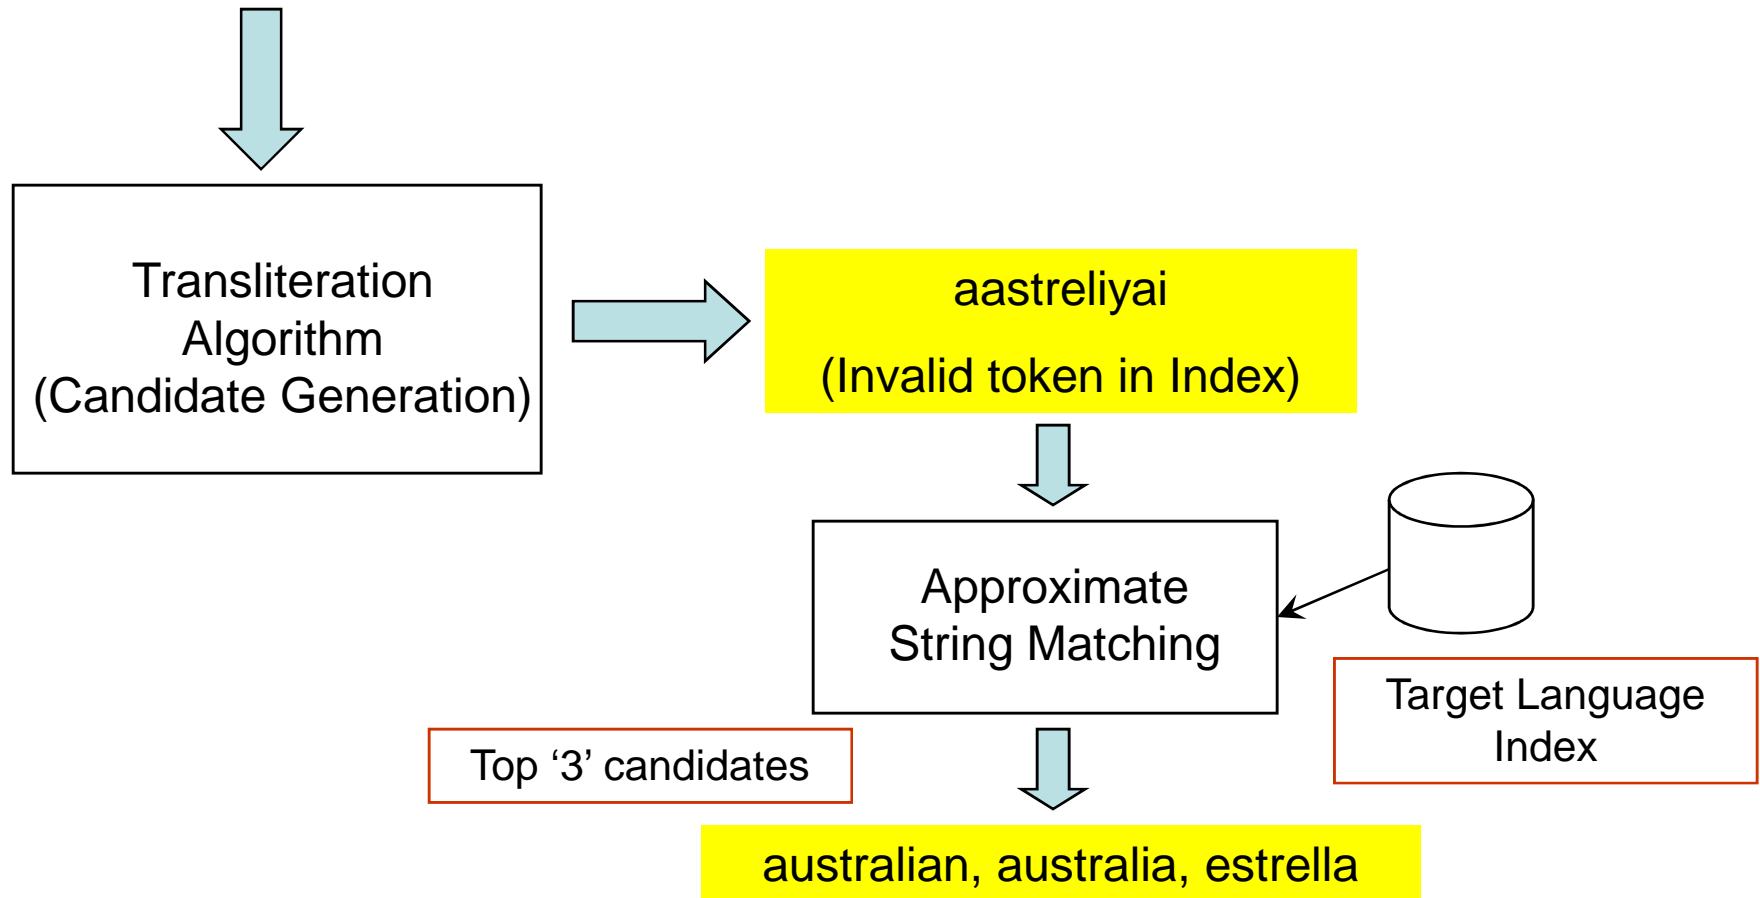 Transliteration
Algorithm
(Candidate Generation)
aastreliyai
(Invalid token in Index)
Approximate
String Matching
Target Language
Index
Top ‘3’ candidates
australian, australia, estrella